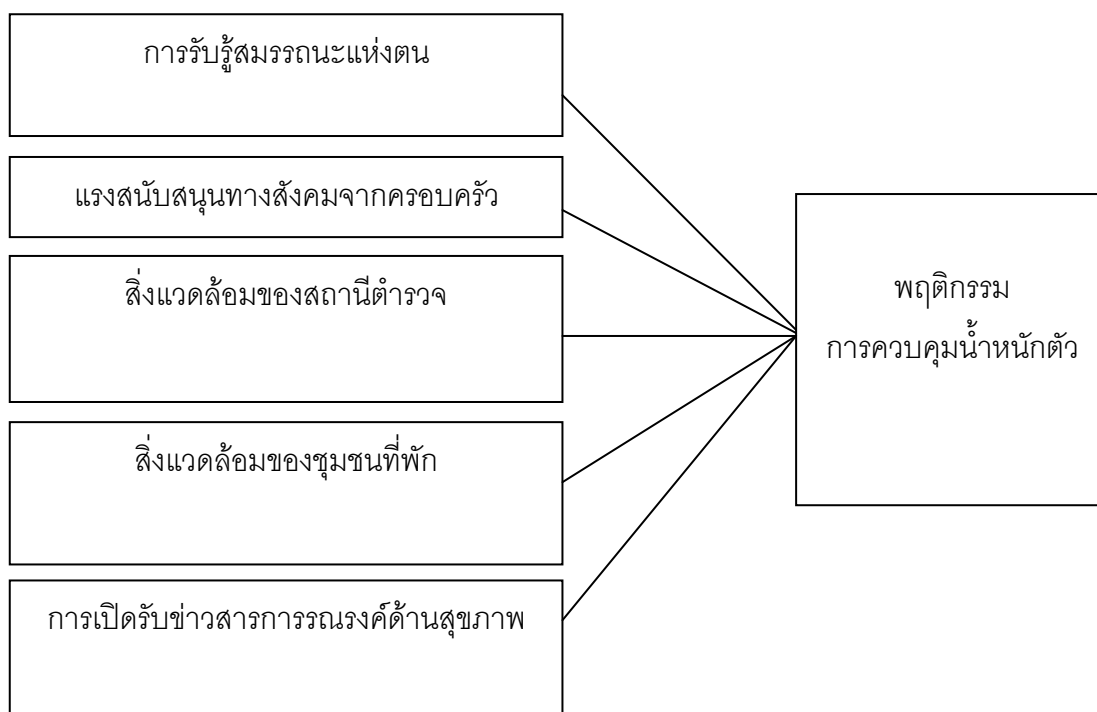 การรับรู้สมรรถนะแห่งตน
แรงสนับสนุนทางสังคมจากครอบครัว
สิ่งแวดล้อมของสถานีตำรวจ
สิ่งแวดล้อมของชุมชนที่พัก
การเปิดรับข่าวสารการรณรงค์ด้านสุขภาพ
พฤติกรรม
การควบคุมน้ำหนักตัว